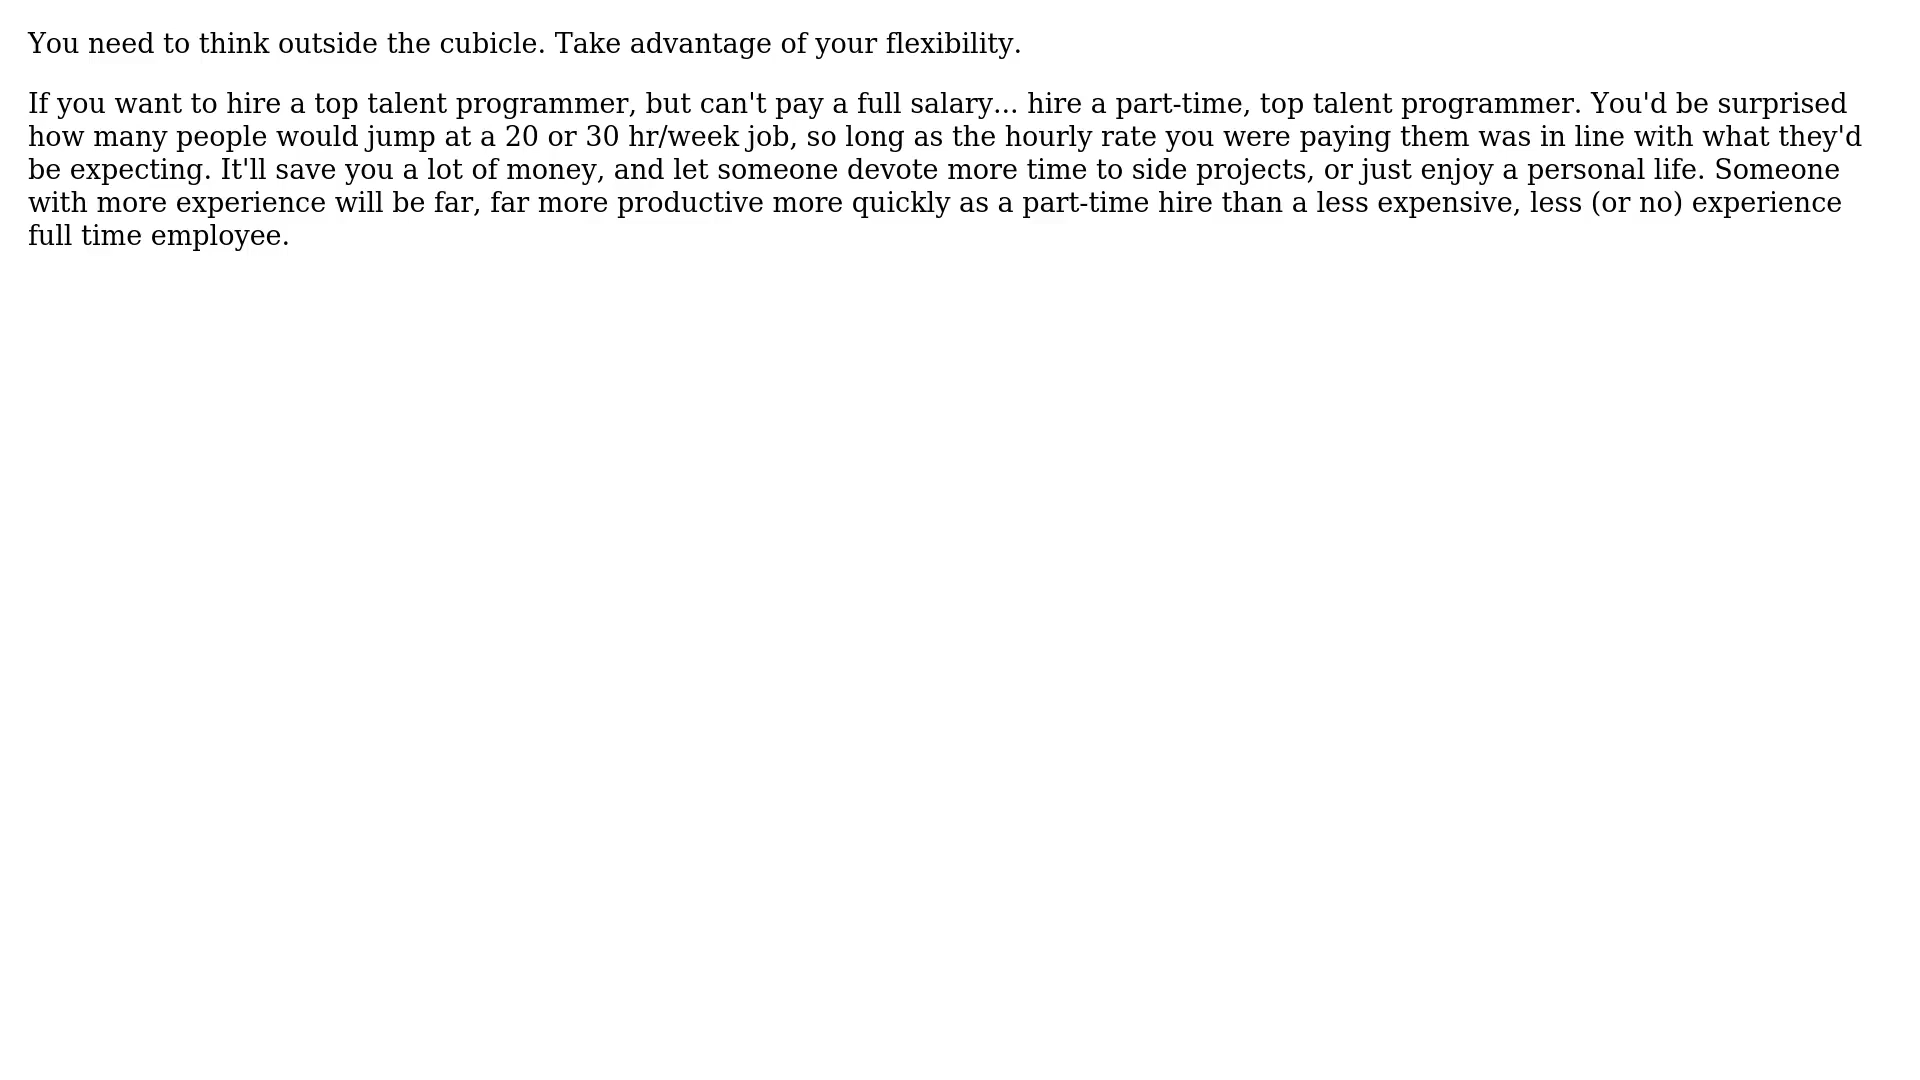 You need to think outside the cubicle. Take advantage of your flexibility.
If you want to hire a top talent programmer, but can't pay a full salary... hire a part-time, top talent programmer. You'd be surprised
how many people would jump at a 20 or 30 hr/week job, so long as the hourly rate you were paying them was in line with what they'd
be expecting. It'll save you a lot of money, and let someone devote more time to side projects, or just enjoy a personal life. Someone
with more experience will be far, far more productive more quickly as a part-time hire than a less expensive, less (or no) experience
full time employee.